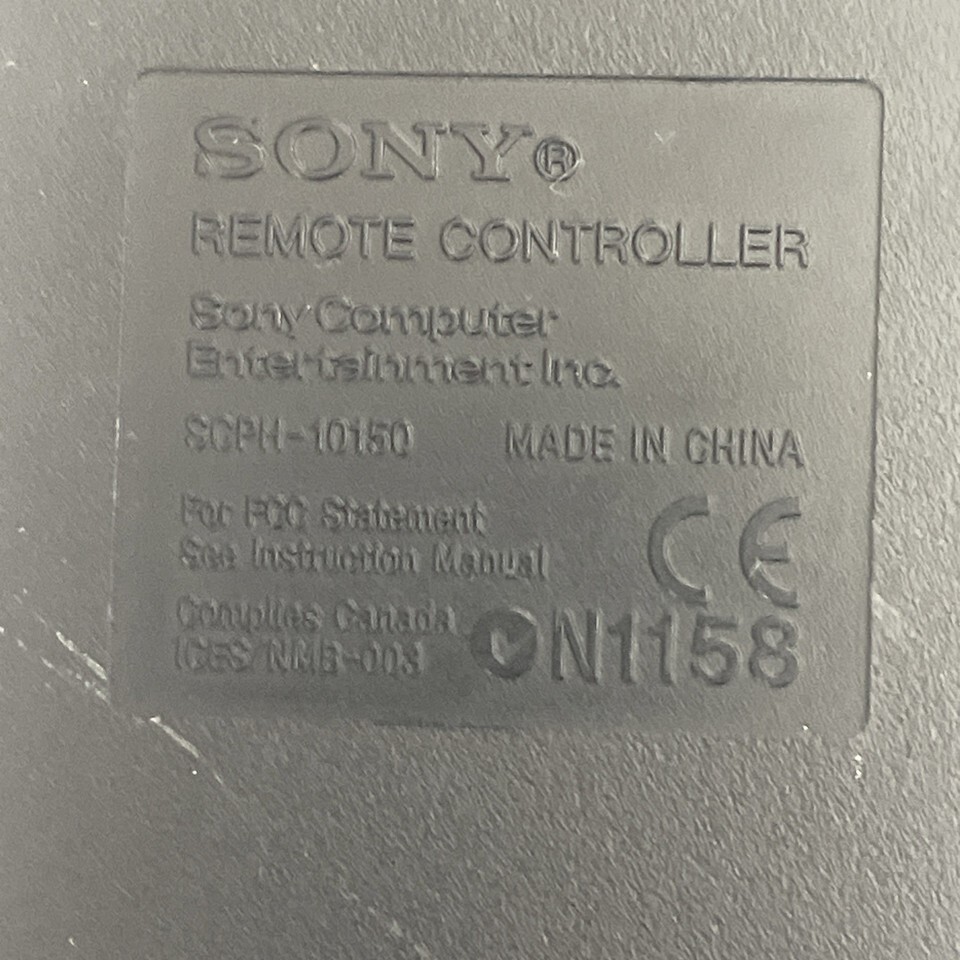 SONY®
REMOTE CONTROLLER
Sony Computer
Entertainment Inc.
SCPH-10150 MADE IN CHINA
For FCC Statement
See Instruction Manual
CE
Complies Canada
ICES/NMB-003
N1158